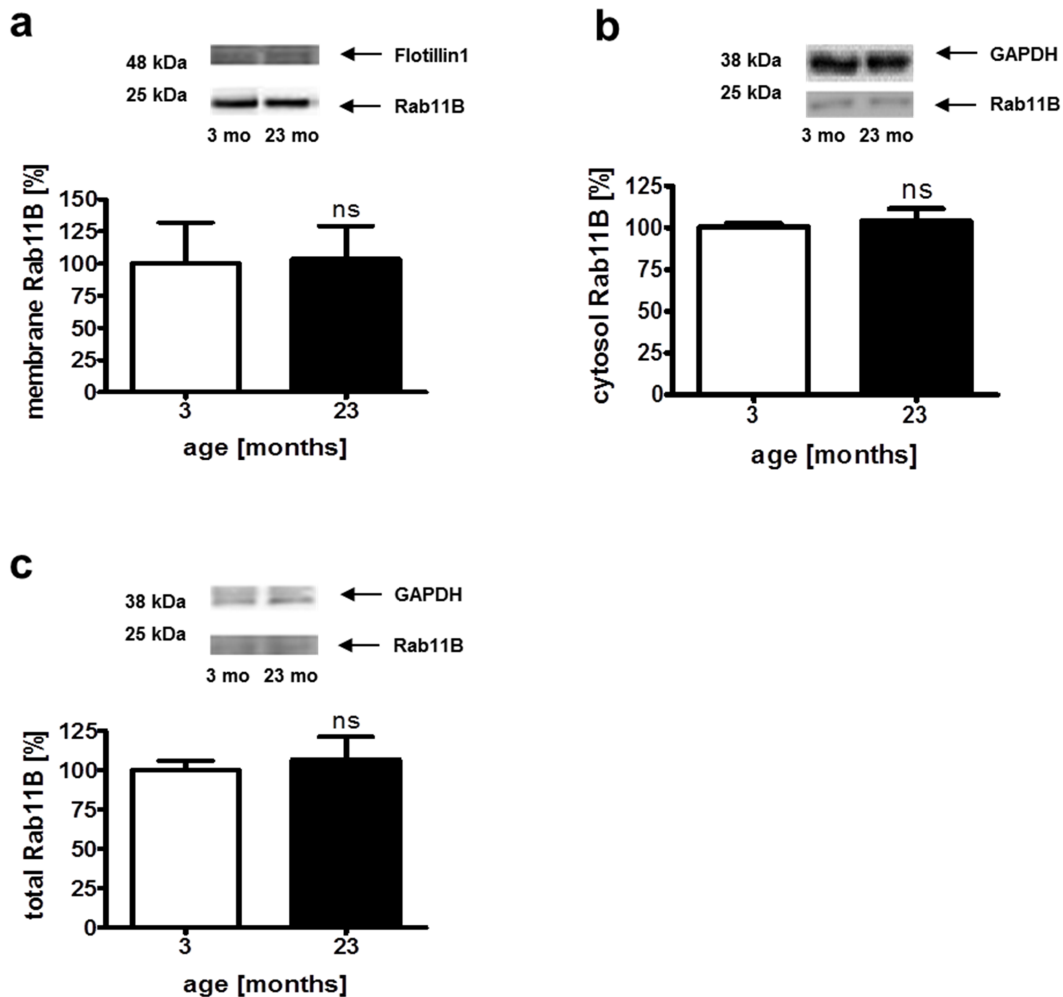 a
48 kDa
Flotillin1
25 kDa
Rab11B
3 mo 23 mo
membrane Rab11B [%]
150
125
100
75
50
25
0
ns
3 23
age [months]
b
38 kDa
GAPDH
25 kDa
Rab11B
3 mo 23 mo
cytosol Rab11B [%]
125
100
75
50
25
0
ns
3 23
age [months]
c
38 kDa
GAPDH
25 kDa
Rab11B
3 mo 23 mo
total Rab11B [%]
125
100
75
50
25
0
ns
3 23
age [months]